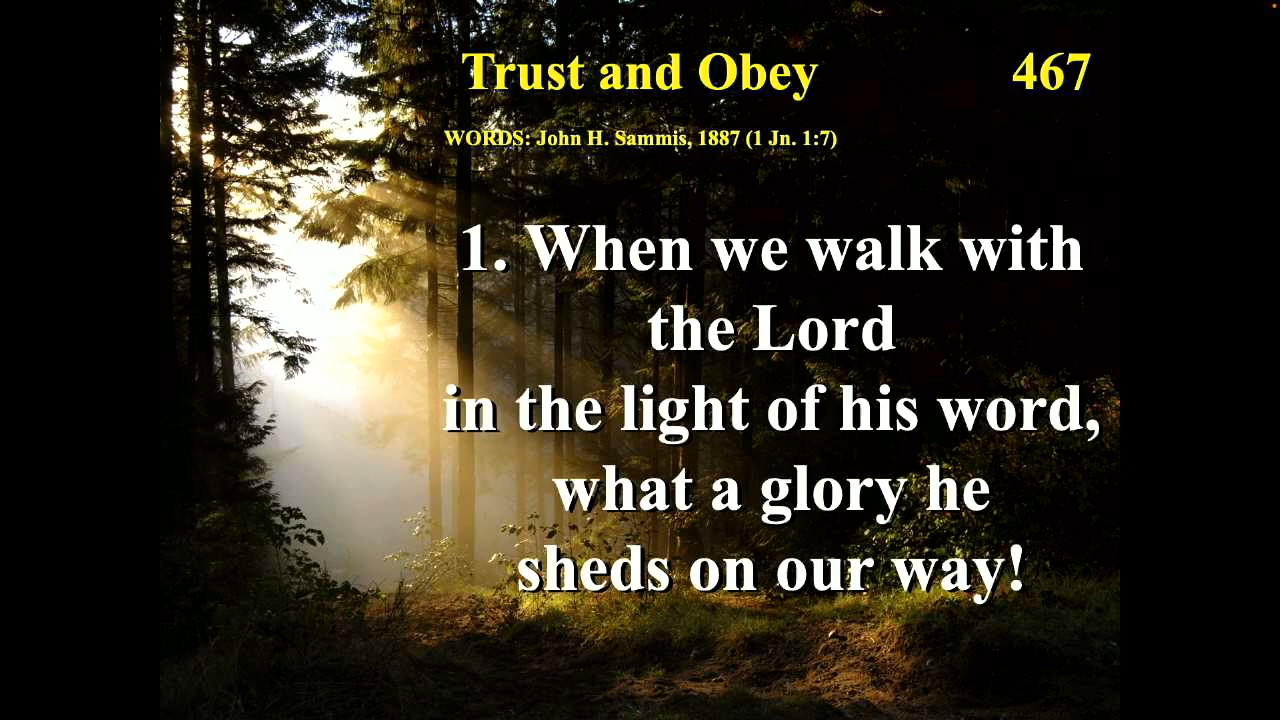 Trust and Obey 467
WORDS: John H. Sammis, 1887 (1 Jn. 1:7)
1. When we walk with
the Lord
in the light of his word,
what a glory he
sheds on our way!